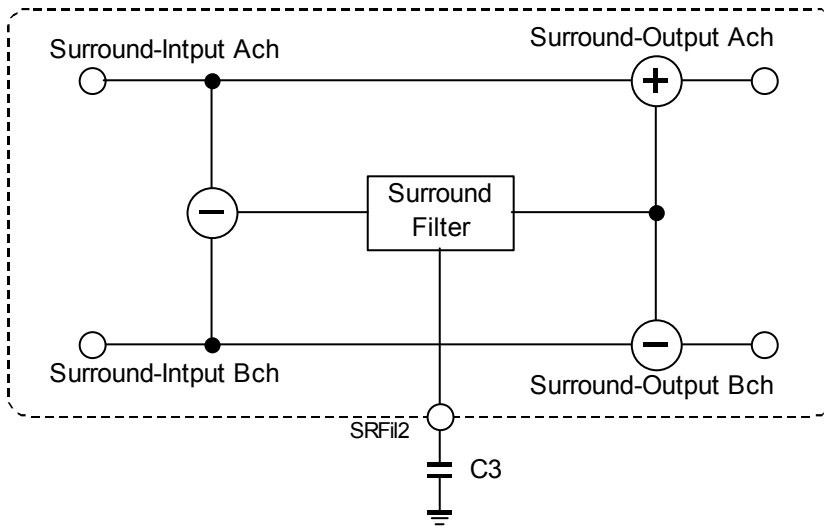 Surround-Intput Ach
Surround-Output Ach
+
−
Surround
Filter
−
Surround-Intput Bch
Surround-Output Bch
SRFil2
C3